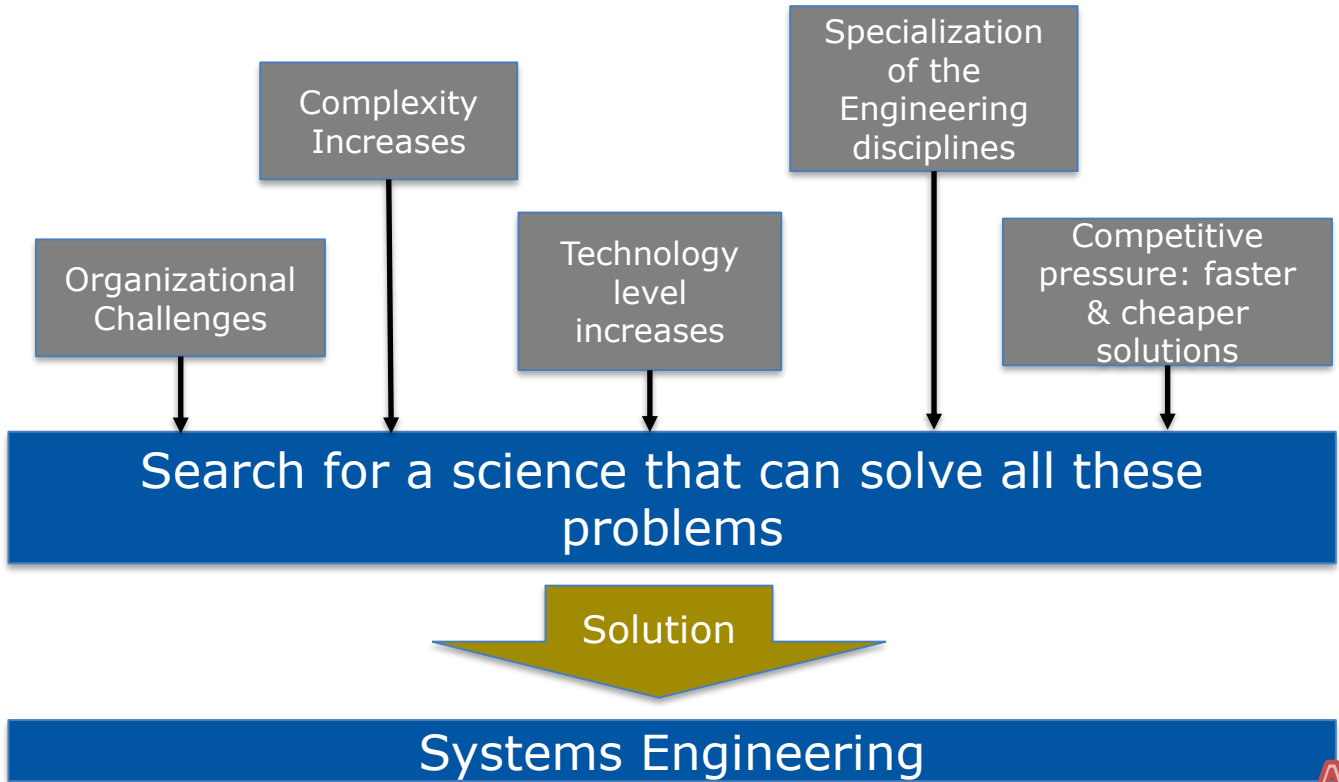 Specialization
of the
Engineering
disciplines
Complexity
Increases
Organizational
Challenges
Technology
level
increases
Competitive
pressure: faster
& cheaper
solutions
Search for a science that can solve all these
problems
Solution
Systems Engineering